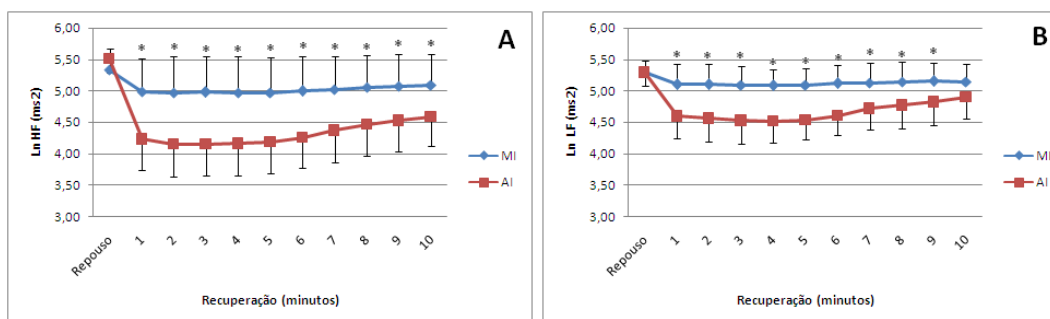 A
Ln HF (ms2)
6,00
5,50
5,00
4,50
4,00
3,50
3,00
* * * * * * * * * *
Repouso 1 2 3 4 5 6 7 8 9 10
Recuperação (minutos)
MI
AI
B
Ln LF (ms2)
6,00
5,50
5,00
4,50
4,00
3,50
3,00
* * * * * * * * *
Repouso 1 2 3 4 5 6 7 8 9 10
Recuperação (minutos)
MI
AI